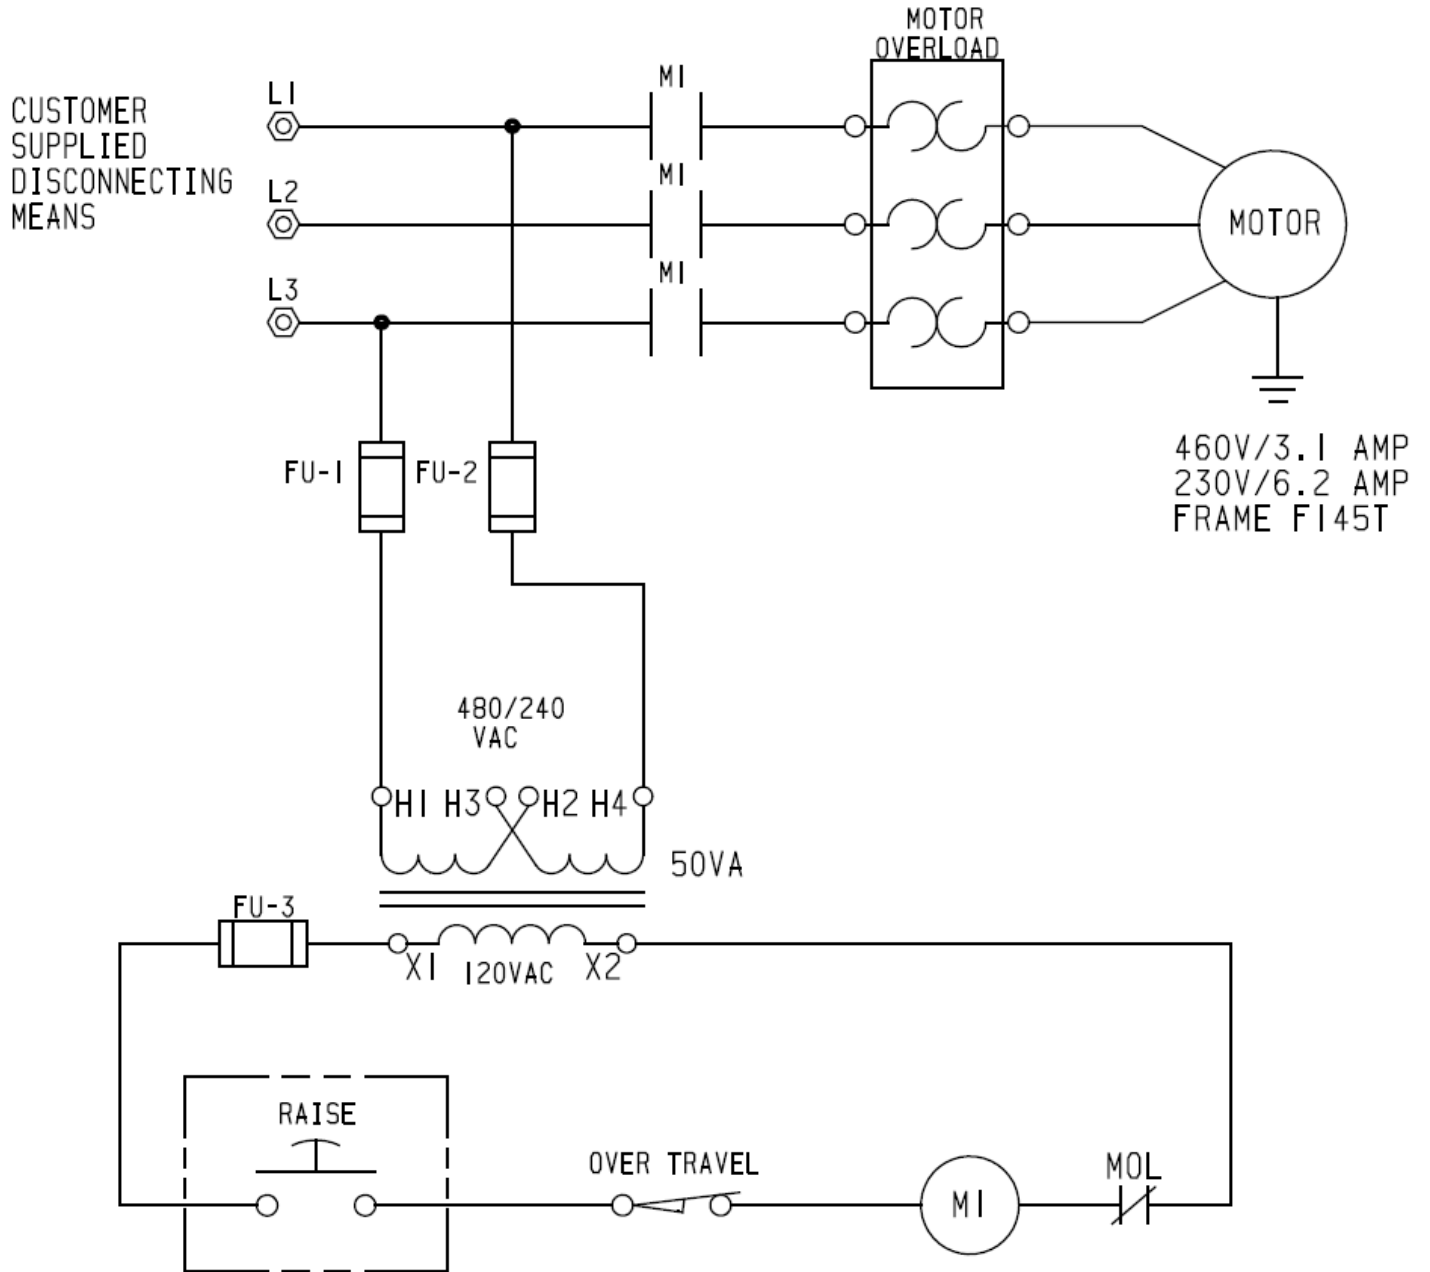 MOTOR
OVERLOAD
CUSTOMER
SUPPLIED
DISCONNECTING
MEANS
L1
M1
L2
M1
L3
M1
MOTOR
460V/3.1 AMP
230V/6.2 AMP
FRAME F145T
FU-1
FU-2
480/240
VAC
H1 H3 H2 H4
50VA
FU-3
X1 120VAC X2
RAISE
OVER TRAVEL
M1
MOL